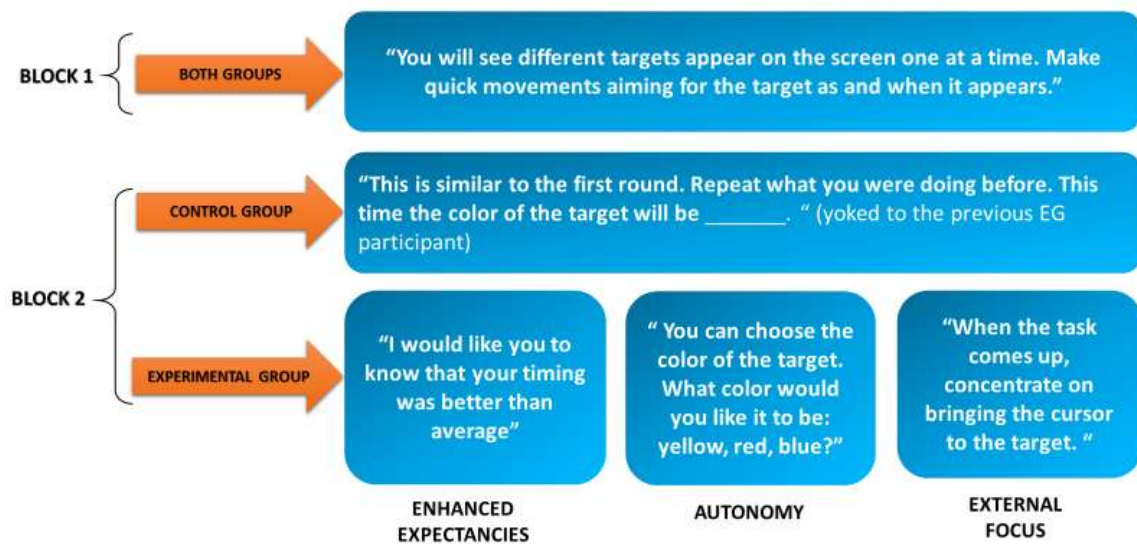 BLOCK 1
BOTH GROUPS
“You will see different targets appear on the screen one at a time. Make
quick movements aiming for the target as and when it appears.”
BLOCK 2
CONTROL GROUP
“This is similar to the first round. Repeat what you were doing before. This
time the color of the target will be _______. “ (yoked to the previous EG
participant)
EXPERIMENTAL GROUP
“I would like you to
know that your timing
was better than
average”
“ You can choose the
color of the target.
What color would
you like it to be:
yellow, red, blue?”
“When the task
comes up,
concentrate on
bringing the cursor
to the target. “
ENHANCED
EXPECTANCIES
AUTONOMY
EXTERNAL
FOCUS